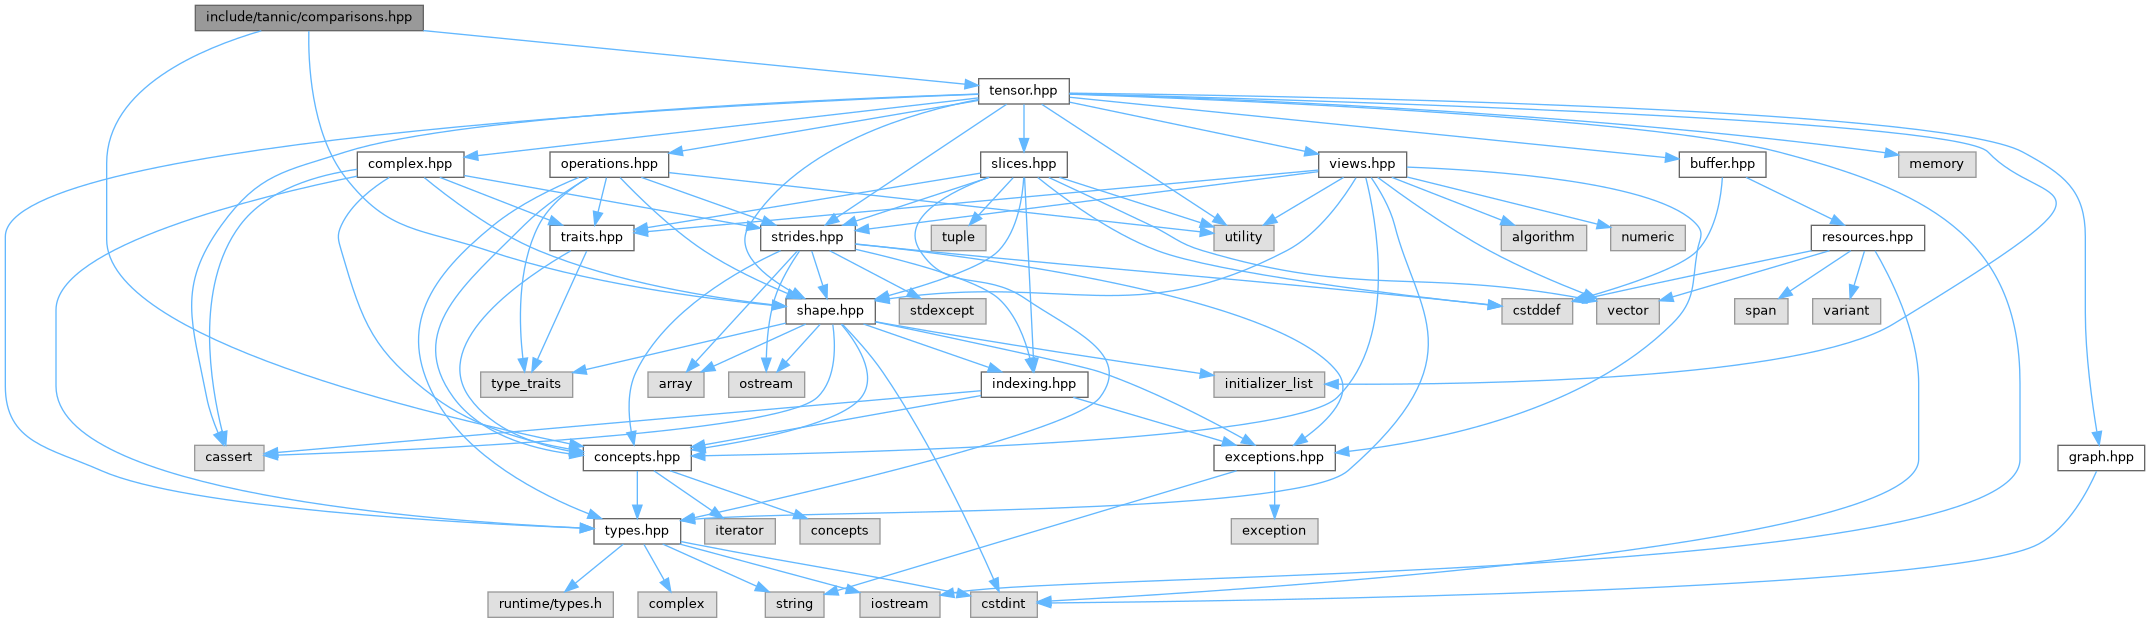 include/tannic/comparisons.hpp
tensor.hpp
complex.hpp
operations.hpp
slices.hpp
views.hpp
buffer.hpp
memory
traits.hpp
strides.hpp
tuple
utility
algorithm
numeric
resources.hpp
shape.hpp
stdexcept
cstddef
vector
span
variant
type_traits
array
ostream
indexing.hpp
initializer_list
cassert
concepts.hpp
exceptions.hpp
graph.hpp
types.hpp
iterator
concepts
exception
runtime/types.h
complex
string
iostream
cstdint